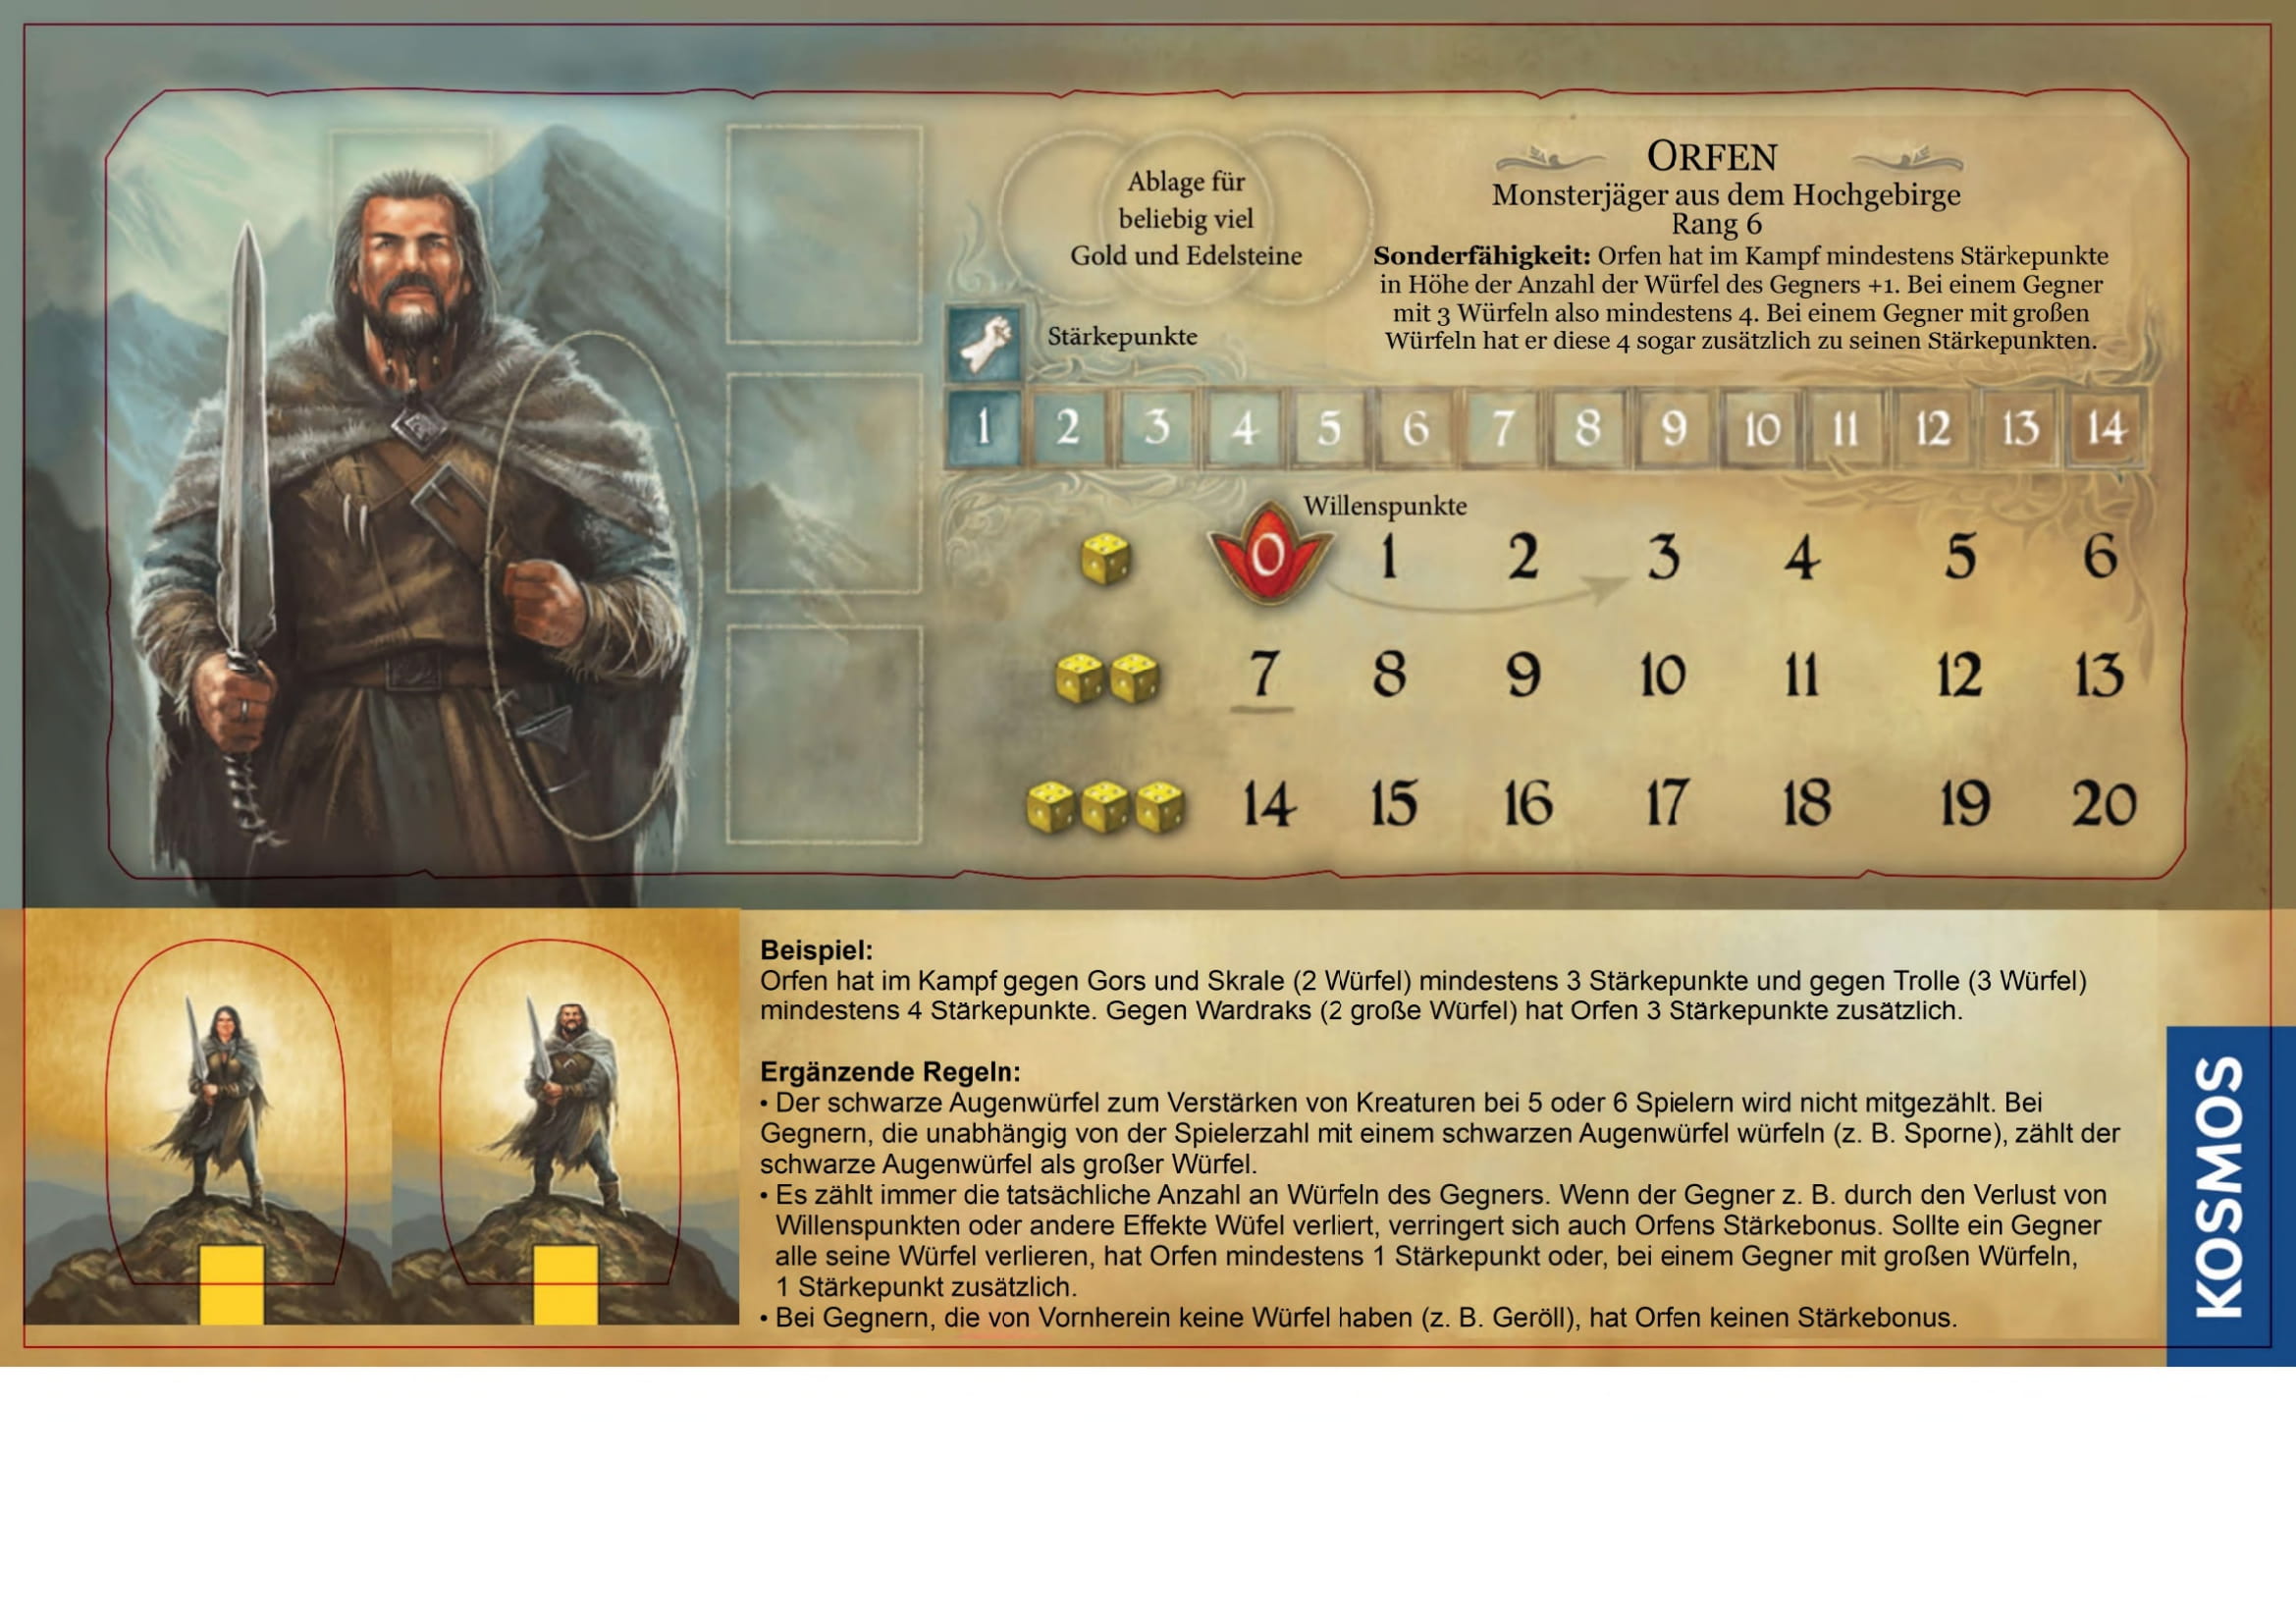 Ablage für
beliebig viel
Gold und Edelsteine
ORFEN
Monsterjäger aus dem Hochgebirge
Rang 6
Sonderfähigkeit: Orfen hat im Kampf mindestens Stärkepunkte
in Höhe der Anzahl der Würfel des Gegners +1. Bei einem Gegner
mit 3 Würfeln also mindestens 4. Bei einem Gegner mit großen
Würfeln hat er diese 4 sogar zusätzlich zu seinen Stärkepunkten.
Stärkepunkte
1 2 3 4 5 6 7 8 9 10 11 12 13 14
Willenspunkte
0 1 2 3 4 5 6
7 8 9 10 11 12 13
14 15 16 17 18 19 20
Beispiel:
Orfen hat im Kampf gegen Gors und Skrale (2 Würfel) mindestens 3 Stärkepunkte und gegen Trolle (3 Würfel)
mindestens 4 Stärkepunkte. Gegen Wardraks (2 große Würfel) hat Orfen 3 Stärkepunkte zusätzlich.
Ergänzende Regeln:
• Der schwarze Augenwürfel zum Verstärken von Kreaturen bei 5 oder 6 Spielern wird nicht mitgezählt. Bei
Gegnern, die unabhängig von der Spielerzahl mit einem schwarzen Augenwürfel würfeln (z. B. Sporne), zählt der
schwarze Augenwürfel als großer Würfel.
• Es zählt immer die tatsächliche Anzahl an Würfeln des Gegners. Wenn der Gegner z. B. durch den Verlust von
Willenspunkten oder andere Effekte Wüfel verliert, verringert sich auch Orfens Stärkebonus. Sollte ein Gegner
alle seine Würfel verlieren, hat Orfen mindestens 1 Stärkepunkt oder, bei einem Gegner mit großen Würfeln,
1 Stärkepunkt zusätzlich.
• Bei Gegnern, die von Vornherein keine Würfel haben (z. B. Geröll), hat Orfen keinen Stärkebonus.
KOSMOS